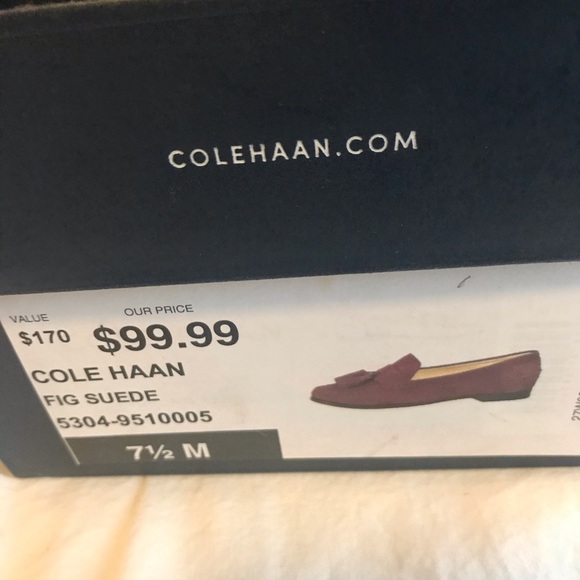 COLEHAAN.COM
VALUE
OUR PRICE
$170
$99.99
COLE HAAN
FIG SUEDE
5304-9510005
7½ M